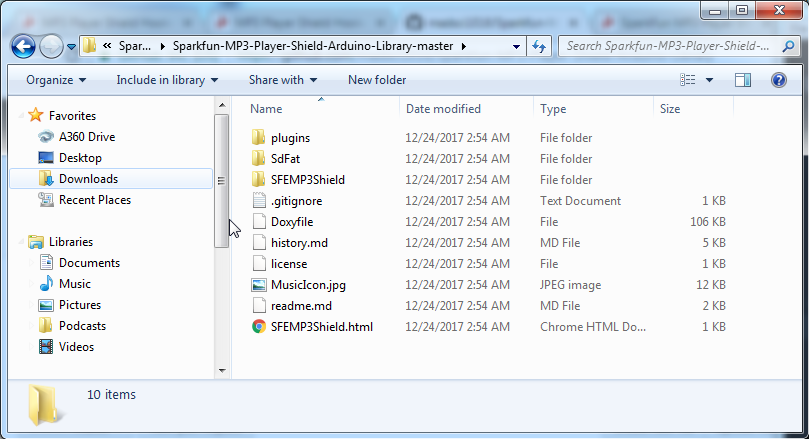 Spar... Sparkfun-MP3-Player-Shield-Arduino-Library-master Search Sparkfun-MP3-Player-Shield-...
Organize Include in library Share with New folder
Name Date modified Type Size
Favorites
A360 Drive
Desktop
Downloads
Recent Places
Libraries
Documents
Music
Pictures
Podcasts
Videos
plugins 12/24/2017 2:54 AM File folder
SdFat 12/24/2017 2:54 AM File folder
SFEMP3Shield 12/24/2017 2:54 AM File folder
.gitignore 12/24/2017 2:54 AM Text Document 1 KB
Doxyfile 12/24/2017 2:54 AM File 106 KB
history.md 12/24/2017 2:54 AM MD File 5 KB
license 12/24/2017 2:54 AM File 1 KB
MusicIcon.jpg 12/24/2017 2:54 AM JPEG image 12 KB
readme.md 12/24/2017 2:54 AM MD File 2 KB
SFEMP3Shield.html 12/24/2017 2:54 AM Chrome HTML Do... 1 KB
10 items